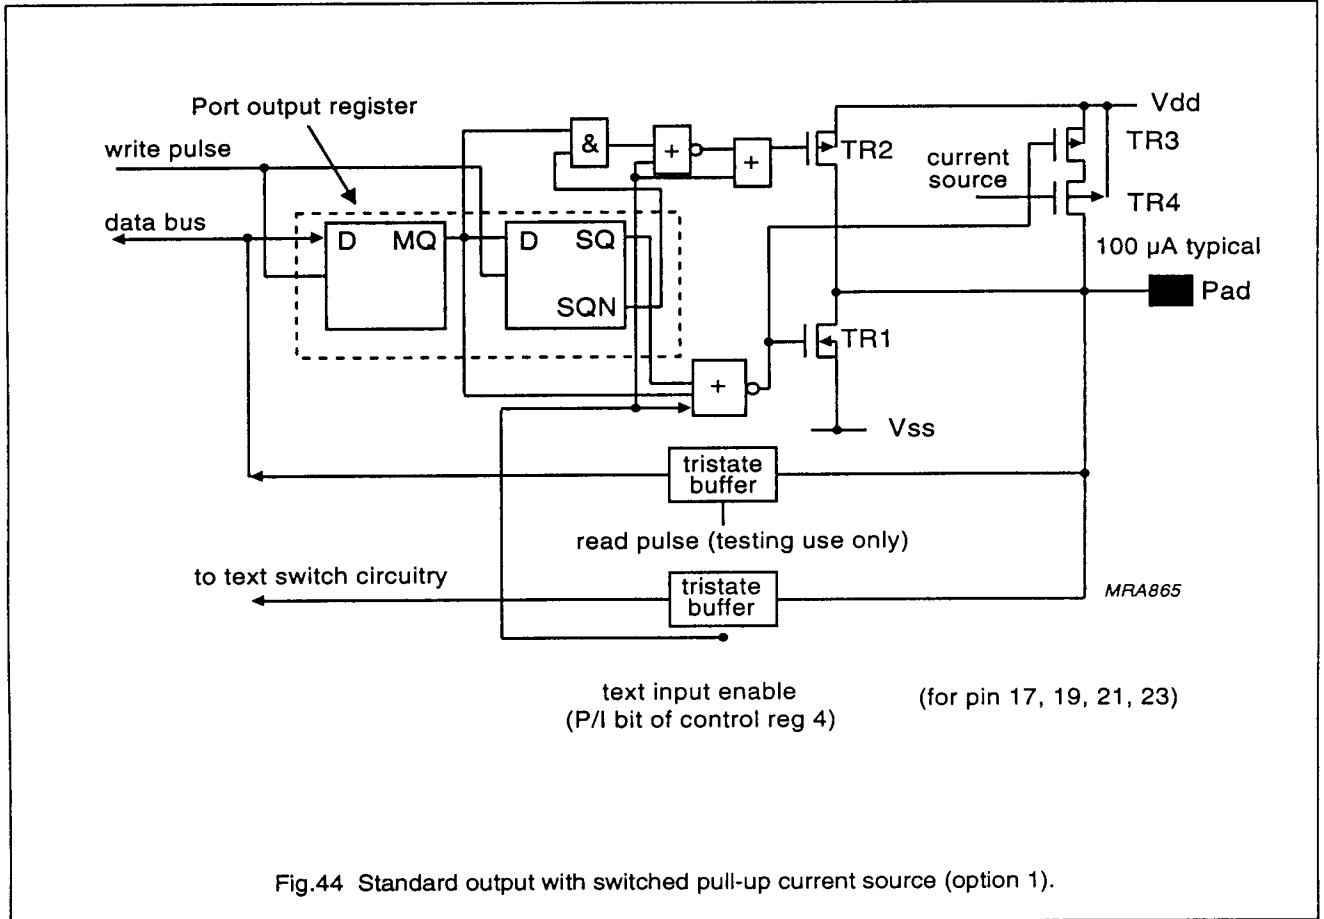 Port output register
write pulse
data bus
D MQ
D SQ
SQN
&
+
+
+
TR2
current
source
Vdd
TR3
TR4
100 µA typical
Pad
TR1
Vss
tristate
buffer
read pulse (testing use only)
to text switch circuitry
tristate
buffer
MRA865
text input enable
(P/I bit of control reg 4)
(for pin 17, 19, 21, 23)
Fig.44 Standard output with switched pull-up current source (option 1).